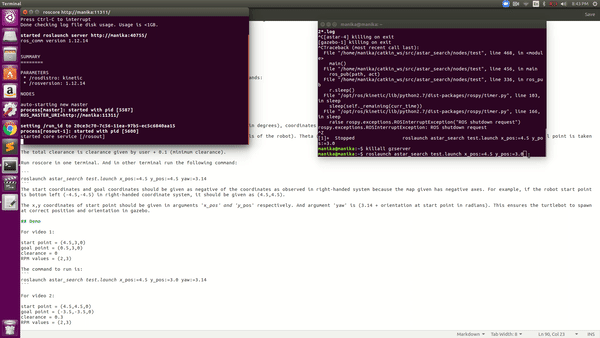 Terminal
8:43 PM
roscore http://manika:11311/
Press Ctrl-C to interrupt
Done checking log file disk usage. Usage is <1GB.
started roslaunch server http://manika:40755/
ros_comm version 1.12.14
SUMMARY
========
PARAMETERS
* /rosdistro: kinetic
* /rosversion: 1.12.14
NODES
auto-starting new master
process[master]: started with pid [5587]
ROS_MASTER_URI=http://manika:11311/
process[rosout-1]: started with pid [5600]
started core service [/rosout]
manika@manika: ~
2*.log
^C[astar-4] killing on exit
[gazebo-1] killing on exit
^CTraceback (most recent call last):
File "/home/manika/catkin_ws/src/astar_search/nodes/test", line 468, in <modul
e>
main()
File "/home/manika/catkin_ws/src/astar_search/nodes/test", line 456, in main
ros_pub(path, act)
File "/home/manika/catkin_ws/src/astar_search/nodes/test", line 336, in ros_pu
b
r.sleep()
File "/opt/ros/kinetic/lib/python2.7/dist-packages/rospy/timer.py", line 103,
in sleep
sleep(self._remaining(curr_time))
File "/opt/ros/kinetic/lib/python2.7/dist-packages/rospy/timer.py", line 166,
in sleep
raise rospy.exceptions.ROSInterruptException("ROS shutdown request")
rospy.exceptions.ROSInterruptException: ROS shutdown request
Stopped roslaunch astar_search test.launch x_pos:=4.5 y_po
s:=3.0
manika@manika:~$ killall gzserver
manika@manika:~$ roslaunch astar_search test.launch x_pos:=4.5 y_pos:=3.0
Save
The total clearance is clearance given by user + 0.1 (minimum clearance).
Run roscore in one terminal. And in other terminal run the following command:
```
roslaunch astar_search test.launch x_pos:=4.5 y_pos:=4.5 yaw:=3.14
```
The start coordinates and goal coordinates should be given as negative of the coordinates as observed in right-handed system because the map given has negative axes. For example, if the robot start point
is bottom left (-4.5,-4.5) in right-handed coordinate system, it should be given as (4.5,4.5).
The x,y coordinates of start point should be given in arguments 'x_pos' and 'y_pos' respectively. And argument 'yaw' is (3.14 + orientation at start point in radians). This ensures the turtlebot to spawn
at correct position and orientation in gazebo.
## Demo
For video 1:
start point = (4.5,3,0)
goal point = (0.5,3,0)
clearance = 0
RPM values = (2,3)
The command to run is:
```
roslaunch astar_search test.launch x_pos:=4.5 y_pos:=3.0 yaw:=3.14
```
For video 2:
start point = (4.5,4.5,0)
goal point = (-3.5,-3.5,0)
clearance = 0.3
RPM values = (2,3)
Markdown
Tab Width: 8
Ln 90, Col 23
INS